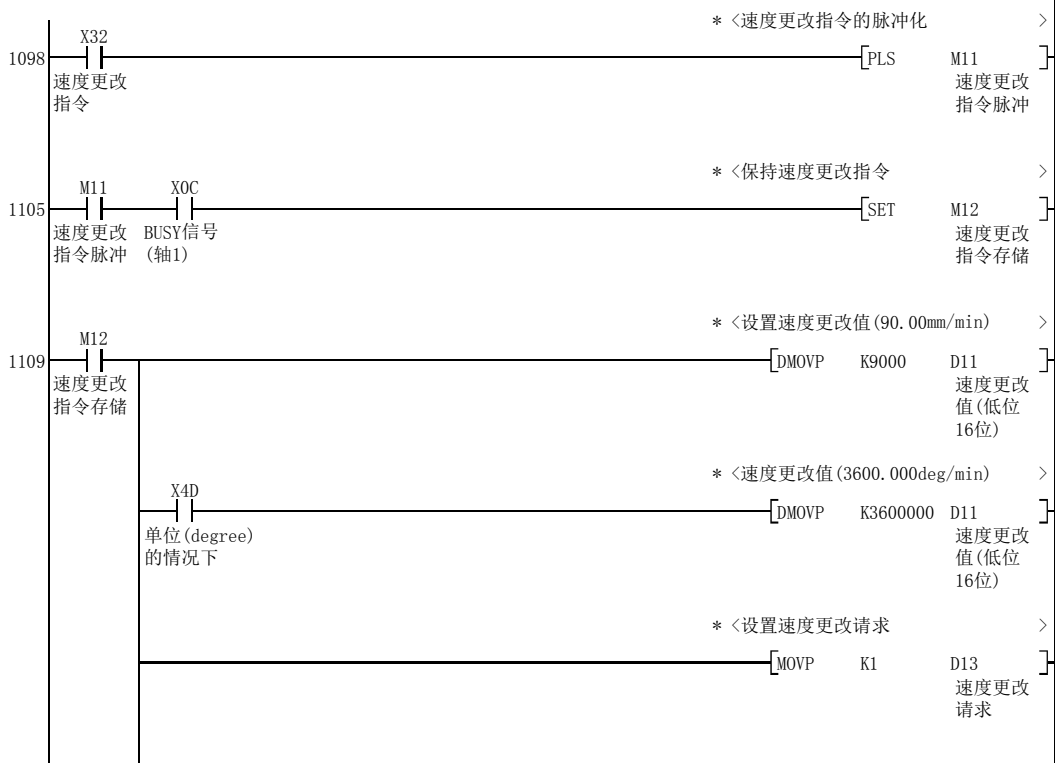 * <速度更改指令的脉冲化 >
X32
1098
PLS M11
速度更改
指令
速度更改
指令脉冲
* <保持速度更改指令 >
M11 X0C
1105
SET M12
速度更改
指令脉冲
BUSY信号
(轴1)
速度更改
指令存储
* <设置速度更改值(90.00mm/min) >
M12
1109
DMOVP K9000 D11
速度更改
指令存储
速度更改
值(低位
16位)
* <速度更改值(3600.000deg/min) >
X4D
DMOVP K3600000 D11
单位(degree)
的情况下
速度更改
值(低位
16位)
* <设置速度更改请求 >
MOVP K1 D13
速度更改
请求